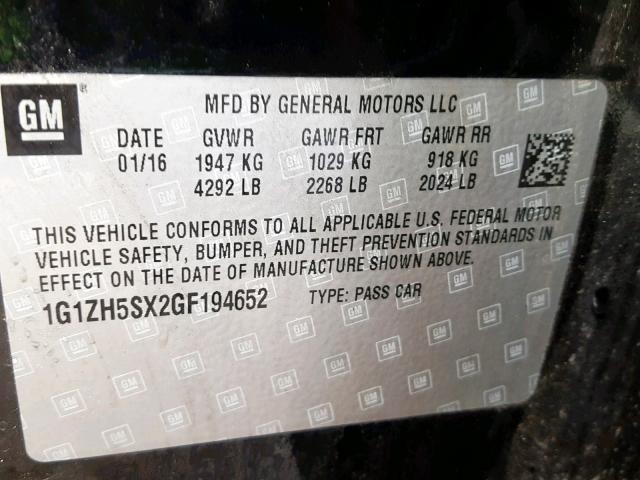 GM
MFD BY GENERAL MOTORS LLC
DATE GVWR GAWR FRT GAWR RR
01/16 1947 KG 1029 KG 918 KG
4292 LB 2268 LB 2024 LB
THIS VEHICLE CONFORMS TO ALL APPLICABLE U.S. FEDERAL MOTOR
VEHICLE SAFETY, BUMPER, AND THEFT PREVENTION STANDARDS IN
EFFECT ON THE DATE OF MANUFACTURE SHOWN ABOVE.
1G1ZH5SX2GF194652 TYPE: PASS CAR